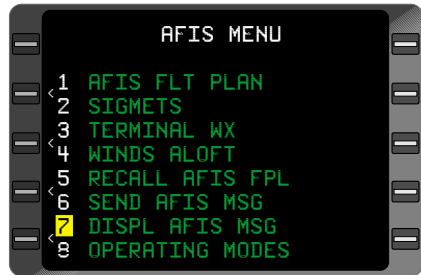 AFIS MENU
1 AFIS FLT PLAN
2 SIGMETS
3 TERMINAL WX
4 WINDS ALOFT
5 RECALL AFIS FPL
6 SEND AFIS MSG
7 DISPL AFIS MSG
8 OPERATING MODES